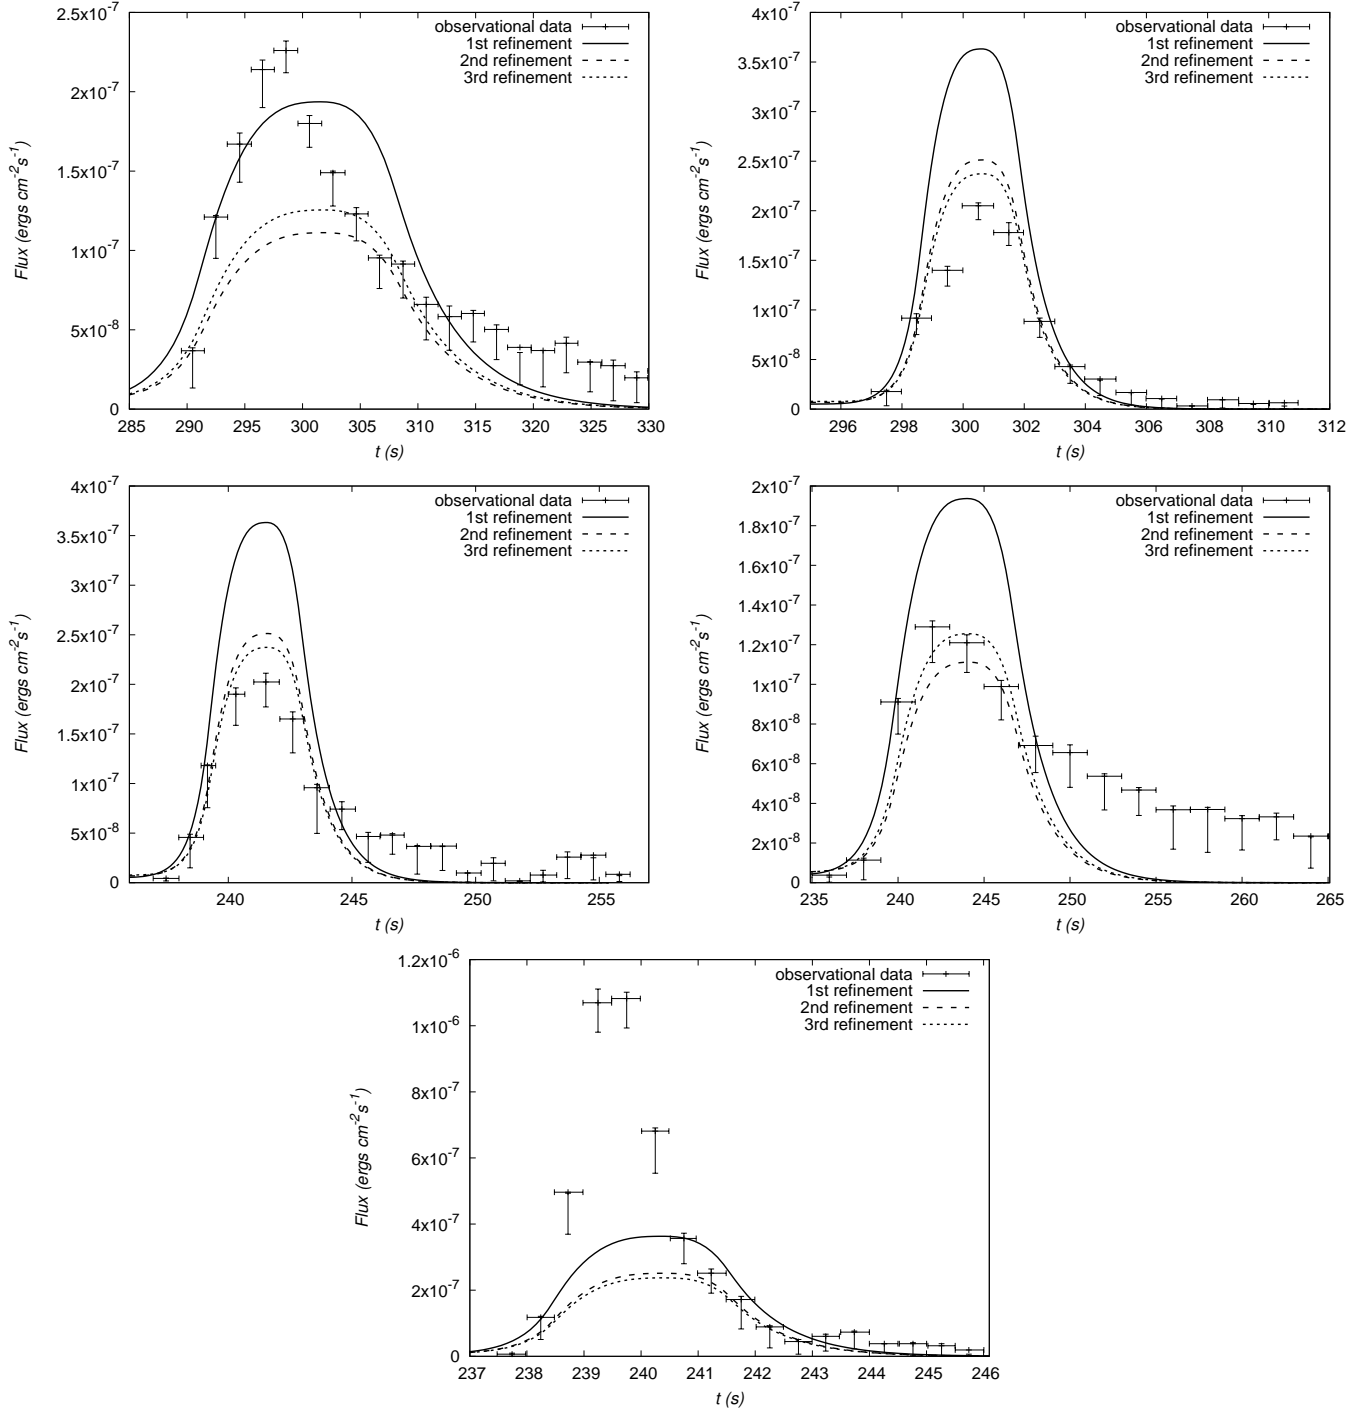 2.5x10-7
2x10-7
1.5x10-7
1x10-7
5x10-8
0
285 290 295 300 305 310 315 320 325 330
Flux (ergs cm-2s-1)
t (s)
observational data
1st refinement
2nd refinement
3rd refinement
4x10-7
3.5x10-7
3x10-7
2.5x10-7
2x10-7
1.5x10-7
1x10-7
5x10-8
0
296 298 300 302 304 306 308 310 312
Flux (ergs cm-2s-1)
t (s)
observational data
1st refinement
2nd refinement
3rd refinement
4x10-7
3.5x10-7
3x10-7
2.5x10-7
2x10-7
1.5x10-7
1x10-7
5x10-8
0
240 245 250 255
Flux (ergs cm-2s-1)
t (s)
observational data
1st refinement
2nd refinement
3rd refinement
2x10-7
1.8x10-7
1.6x10-7
1.4x10-7
1.2x10-7
1x10-7
8x10-8
6x10-8
4x10-8
2x10-8
0
235 240 245 250 255 260 265
Flux (ergs cm-2s-1)
t (s)
observational data
1st refinement
2nd refinement
3rd refinement
1.2x10-6
1x10-6
8x10-7
6x10-7
4x10-7
2x10-7
0
237 238 239 240 241 242 243 244 245 246
Flux (ergs cm-2s-1)
t (s)
observational data
1st refinement
2nd refinement
3rd refinement